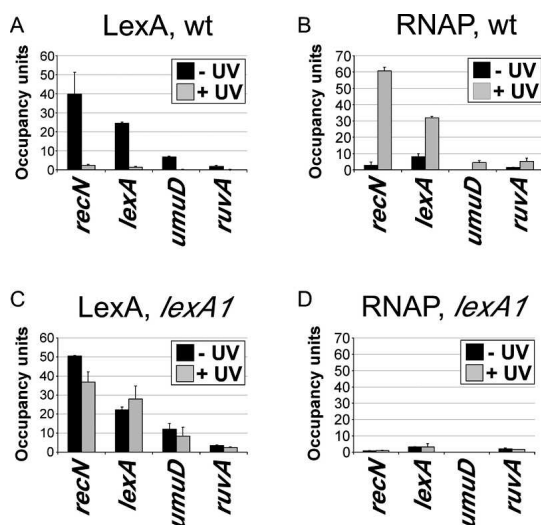 A
LexA, wt
Occupancy units
60
50
40
30
20
10
0
- UV
+ UV
recN
lexA
umuD
ruvA
B
RNAP, wt
Occupancy units
70
60
50
40
30
20
10
0
- UV
+ UV
recN
lexA
umuD
ruvA
C
LexA, lexA1
Occupancy units
60
50
40
30
20
10
0
- UV
+ UV
recN
lexA
umuD
ruvA
D
RNAP, lexA1
Occupancy units
70
60
50
40
30
20
10
0
- UV
+ UV
recN
lexA
umuD
ruvA